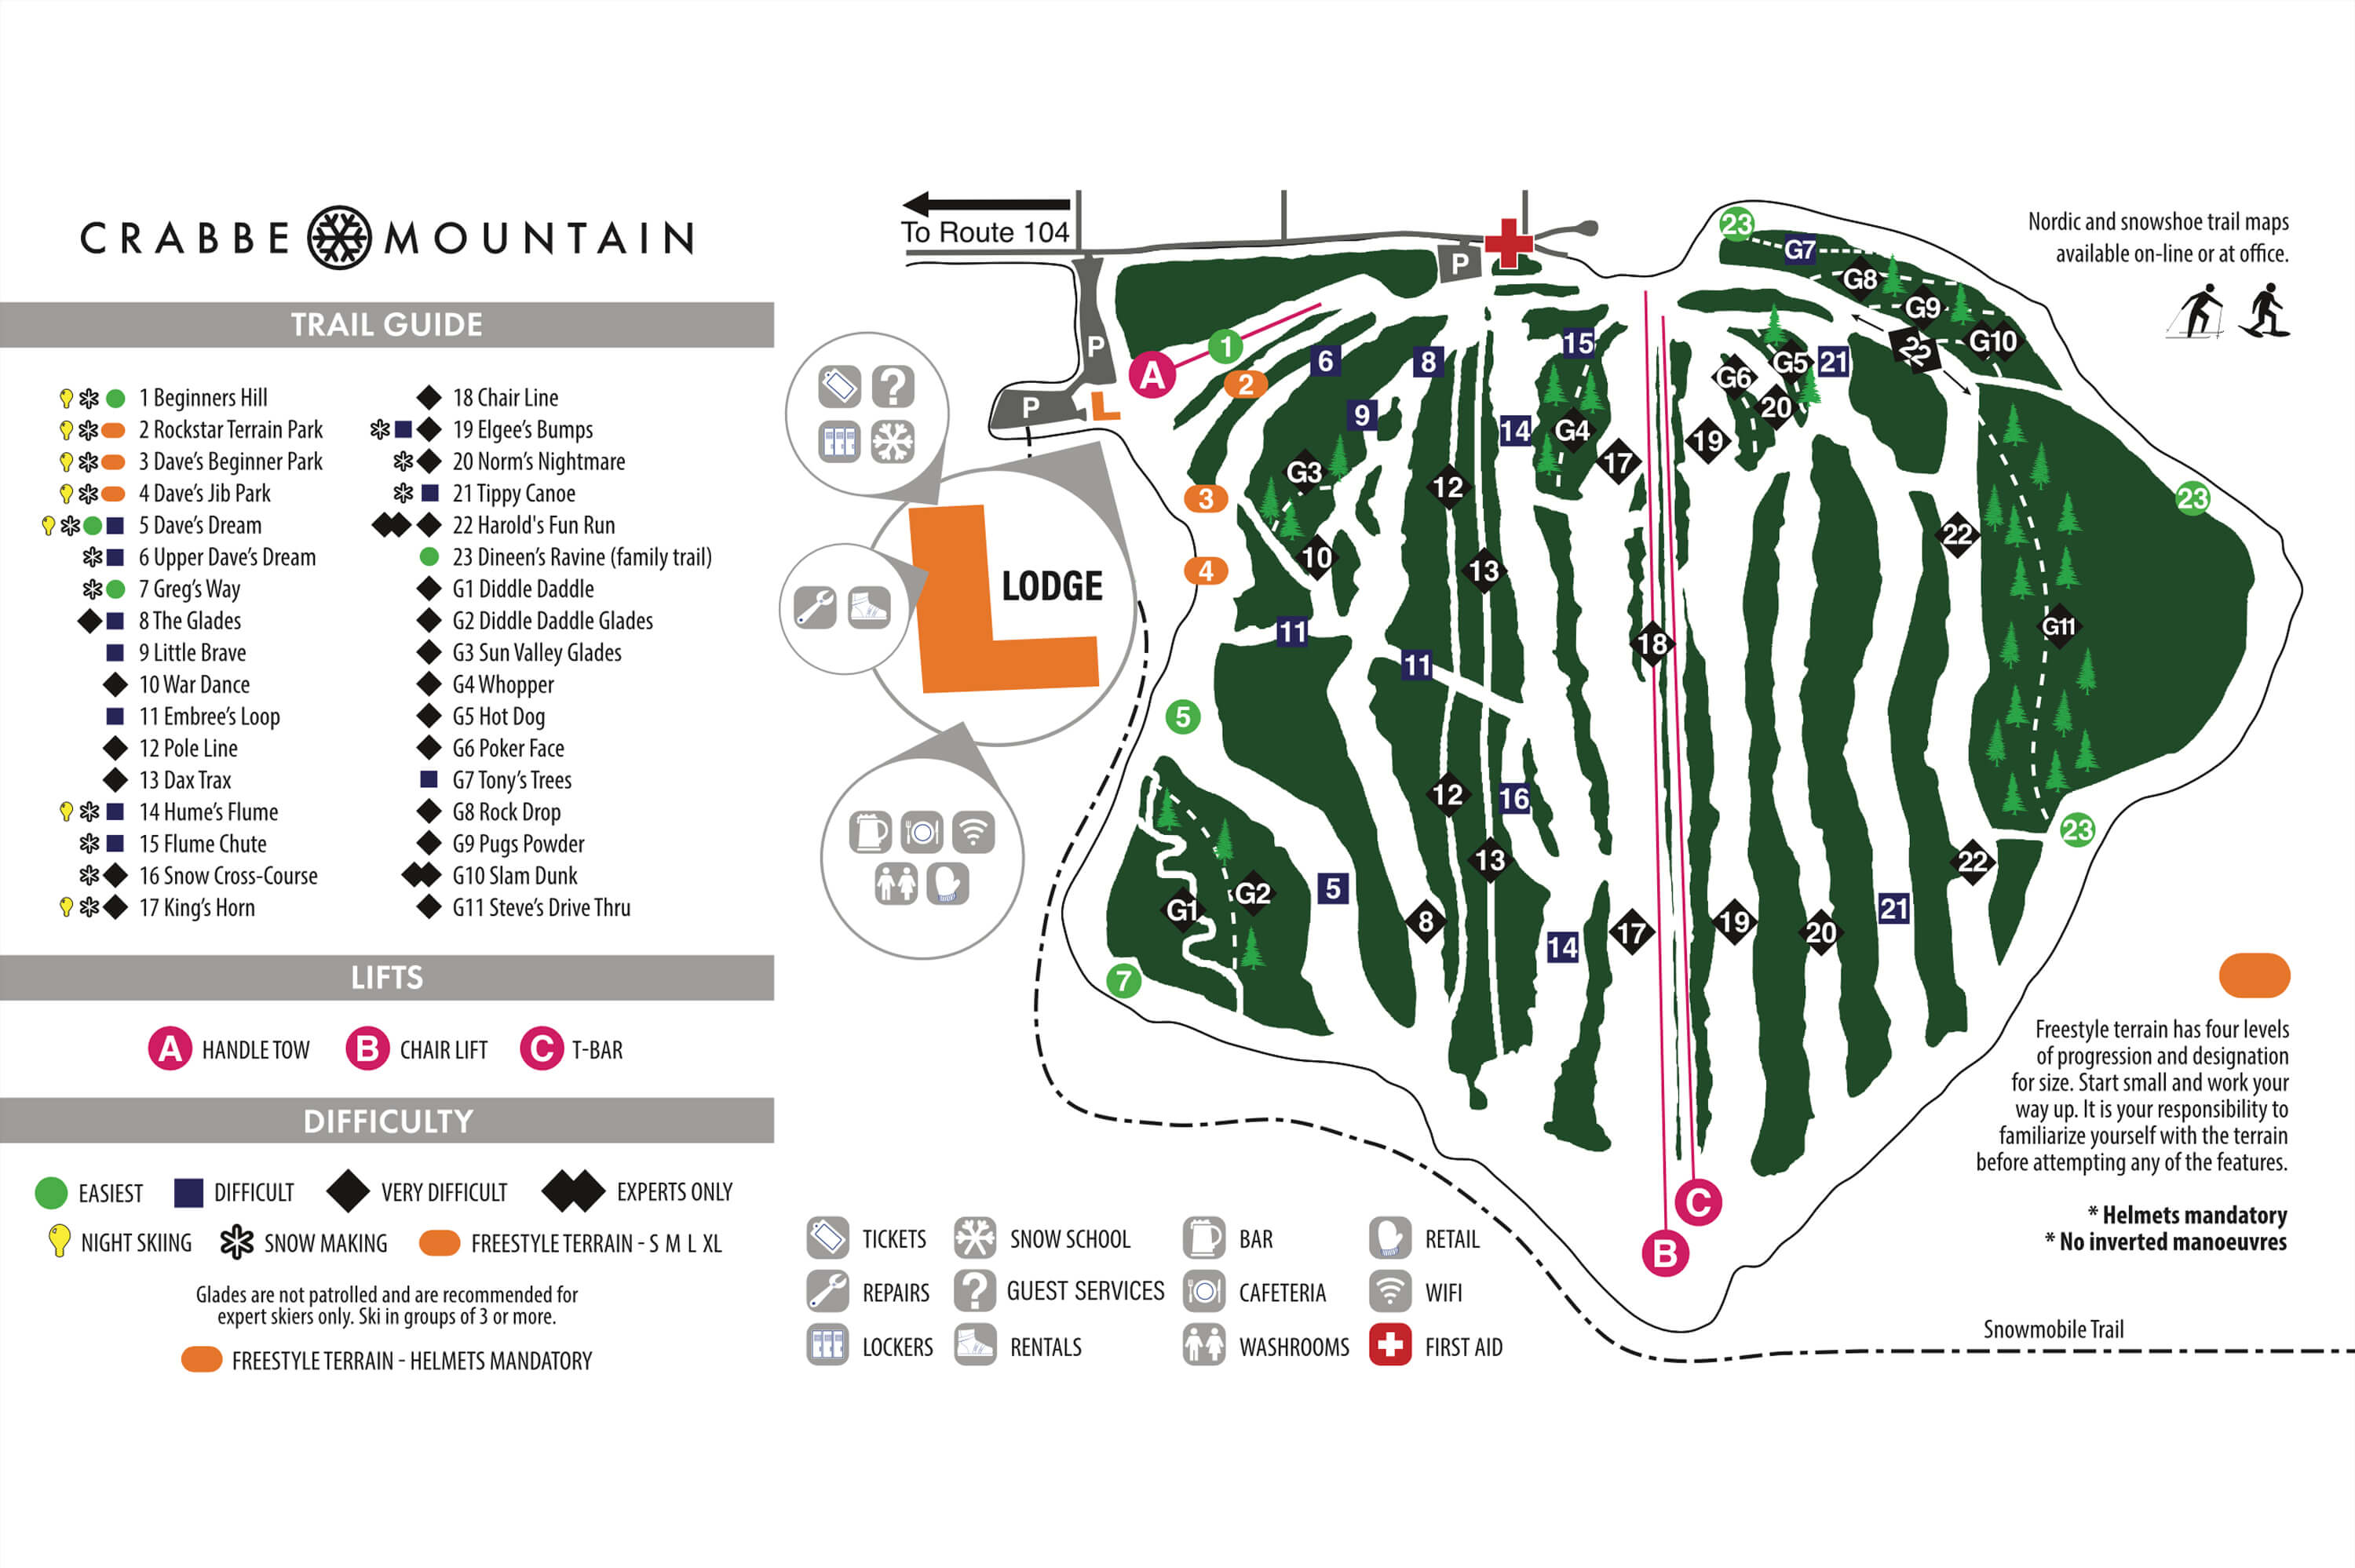 CRABBE MOUNTAIN
TRAIL GUIDE
1 Beginners Hill
2 Rockstar Terrain Park
3 Dave's Beginner Park
4 Dave's Jib Park
5 Dave's Dream
6 Upper Dave's Dream
7 Greg's Way
8 The Glades
9 Little Brave
10 War Dance
11 Embree's Loop
12 Pole Line
13 Dax Trax
14 Hume's Flume
15 Flume Chute
16 Snow Cross-Course
17 King's Horn
18 Chair Line
19 Elgee's Bumps
20 Norm's Nightmare
21 Tippy Canoe
22 Harold's Fun Run
23 Dineen's Ravine (family trail)
G1 Diddle Daddle
G2 Diddle Daddle Glades
G3 Sun Valley Glades
G4 Whopper
G5 Hot Dog
G6 Poker Face
G7 Tony's Trees
G8 Rock Drop
G9 Pugs Powder
G10 Slam Dunk
G11 Steve's Drive Thru
LIFTS
A HANDLE TOW
B CHAIR LIFT
C T-BAR
DIFFICULTY
EASIEST
DIFFICULT
VERY DIFFICULT
EXPERTS ONLY
NIGHT SKIING
SNOW MAKING
FREESTYLE TERRAIN - S M L XL
Glades are not patrolled and are recommended for
expert skiers only. Ski in groups of 3 or more.
FREESTYLE TERRAIN - HELMETS MANDATORY
To Route 104
P
P
P
L
LODGE
?
A
1
2
3
4
5
6
8
9
G3
10
11
11
12
13
14
15
G4
17
18
19
G6
G5
20
21
22
23
G7
G8
G9
G10
22
23
G11
23
22
12
16
13
5
8
14
17
19
20
21
G1
G2
7
C
B
Nordic and snowshoe trail maps
available on-line or at office.
Freestyle terrain has four levels
of progression and designation
for size. Start small and work your
way up. It is your responsibility to
familiarize yourself with the terrain
before attempting any of the features.
* Helmets mandatory
* No inverted manoeuvres
Snowmobile Trail
TICKETS
SNOW SCHOOL
BAR
RETAIL
REPAIRS
? GUEST SERVICES
CAFETERIA
WIFI
LOCKERS
RENTALS
WASHROOMS
FIRST AID